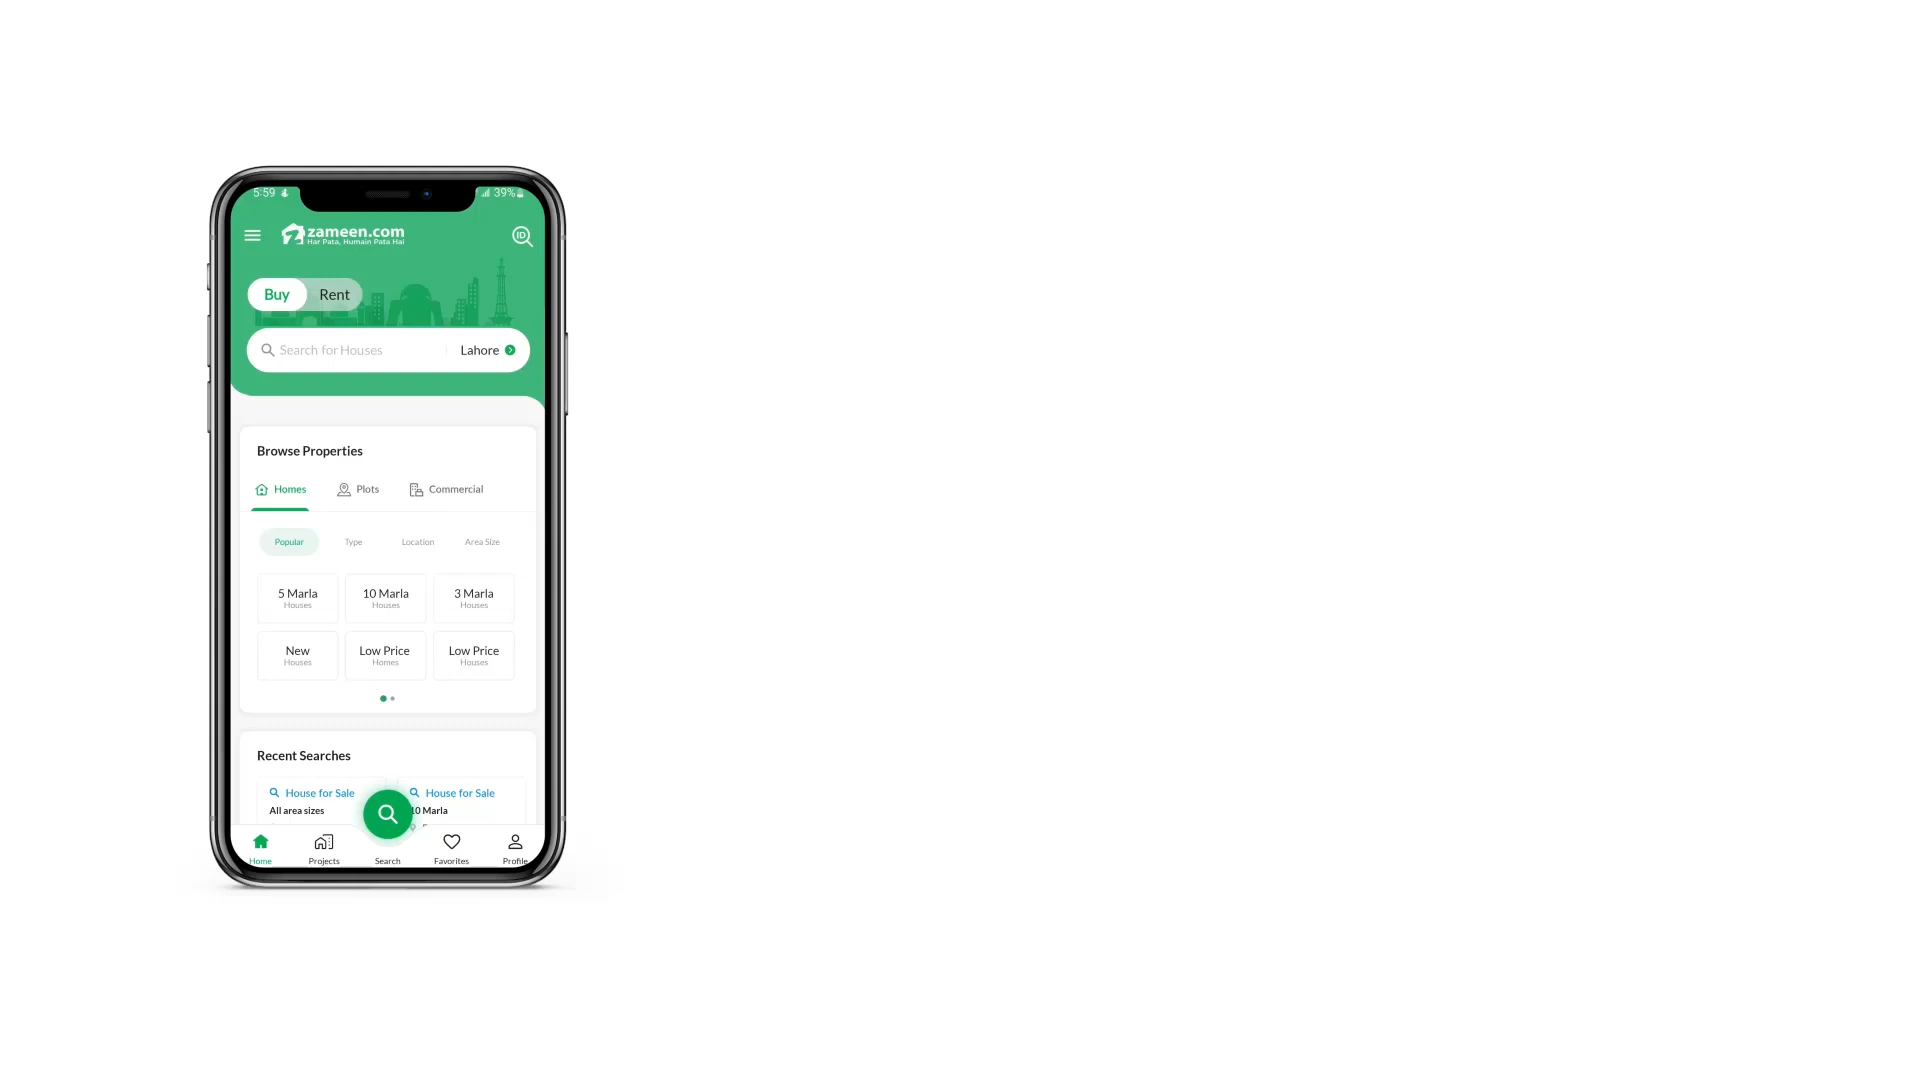 5:59
39%
zameen.com
Har Pata, Humain Pata Hai
ID
Buy Rent
Search for Houses Lahore
Browse Properties
Homes Plots Commercial
Popular Type Location Area Size
5 Marla 10 Marla 3 Marla
Houses Houses Houses
New Low Price Low Price
Houses Homes Houses
Recent Searches
House for Sale House for Sale
All area sizes 10 Marla
Home Projects Search Favorites Profile